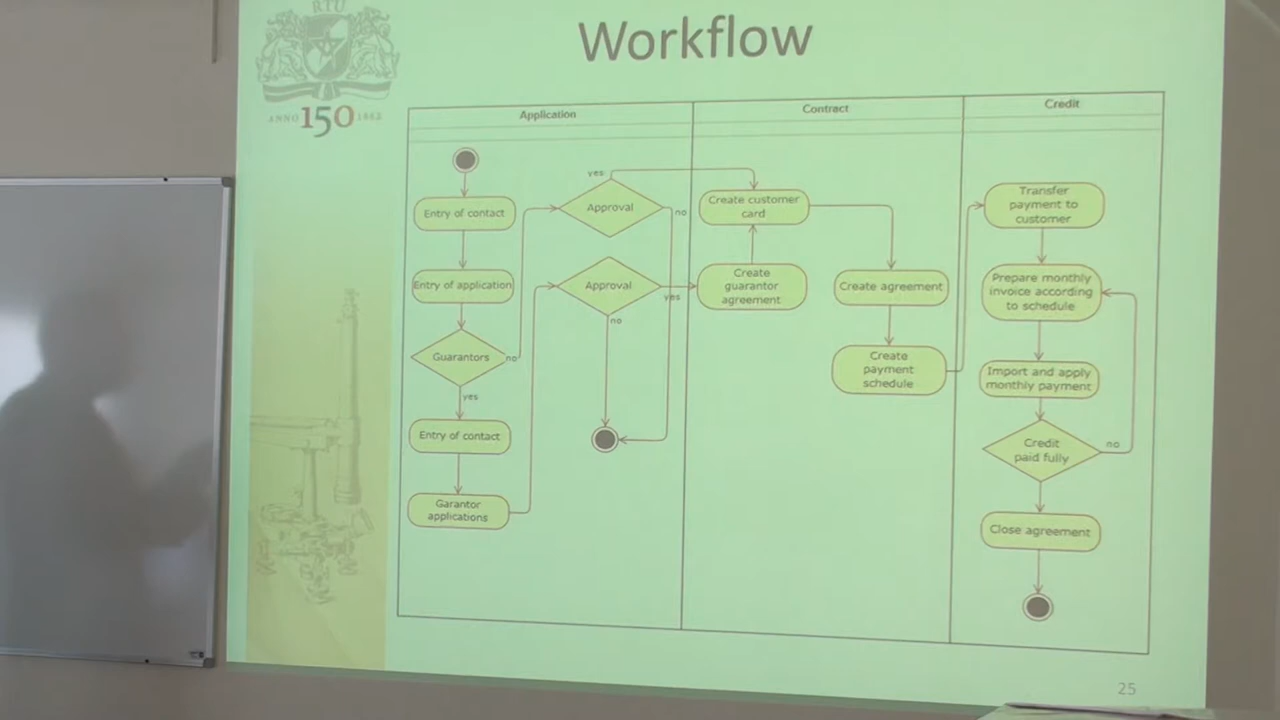 RTU
ANNO 150 1862
Workflow
Application
Contract
Credit
Entry of contact
Entry of application
Guarantors
no
yes
Entry of contact
Garantor
applications
yes
Approval
no
Approval
yes
no
Create customer
card
Create
guarantor
agreement
Create agreement
Create
payment
schedule
Transfer
payment to
customer
Prepare monthly
invoice according
to schedule
Import and apply
monthly payment
Credit
paid fully
no
Close agreement
25